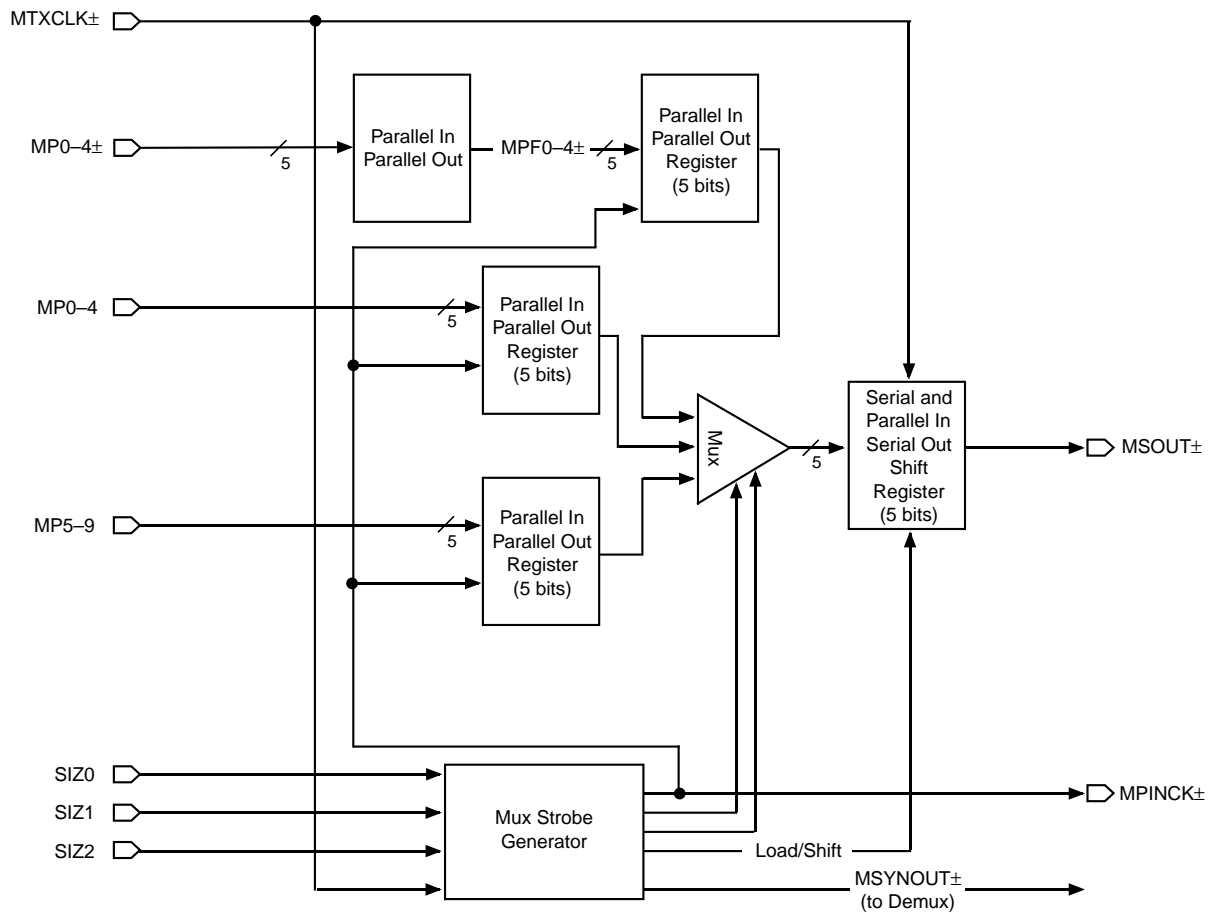 MTXCLK±
MP0–4±
5
Parallel In
Parallel Out
MPF0–4±
5
Parallel In
Parallel Out
Register
(5 bits)
MP0–4
5
Parallel In
Parallel Out
Register
(5 bits)
Mux
5
Serial and
Parallel In
Serial Out
Shift
Register
(5 bits)
MSOUT±
MP5–9
5
Parallel In
Parallel Out
Register
(5 bits)
SIZ0
SIZ1
SIZ2
Mux Strobe
Generator
MPINCK±
Load/Shift
MSYNOUT±
(to Demux)